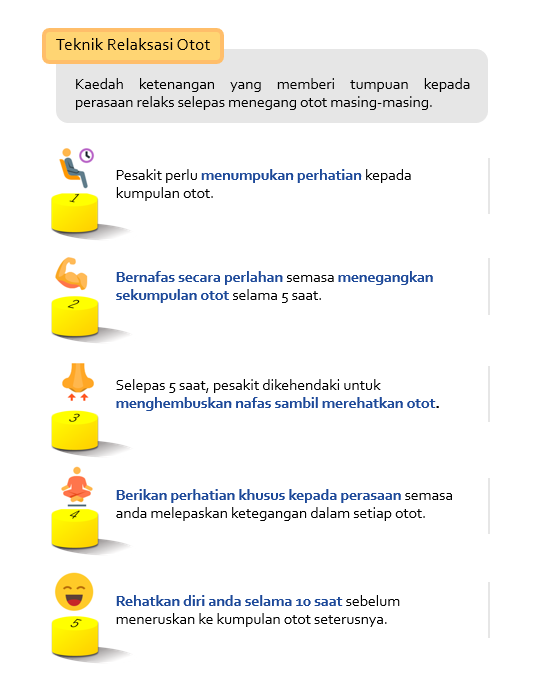 Teknik Relaksasi Otot
Kaedah ketenangan yang memberi tumpuan kepada
perasaan relaks selepas menegang otot masing-masing.
Pesakit perlu menumpukan perhatian kepada
kumpulan otot.
1
Bernafas secara perlahan semasa menegangkan
sekumpulan otot selama 5 saat.
2
Selepas 5 saat, pesakit dikehendaki untuk
menghembuskan nafas sambil merehatkan otot.
3
Berikan perhatian khusus kepada perasaan semasa
anda melepaskan ketegangan dalam setiap otot.
4
Rehatkan diri anda selama 10 saat sebelum
meneruskan ke kumpulan otot seterusnya.
5